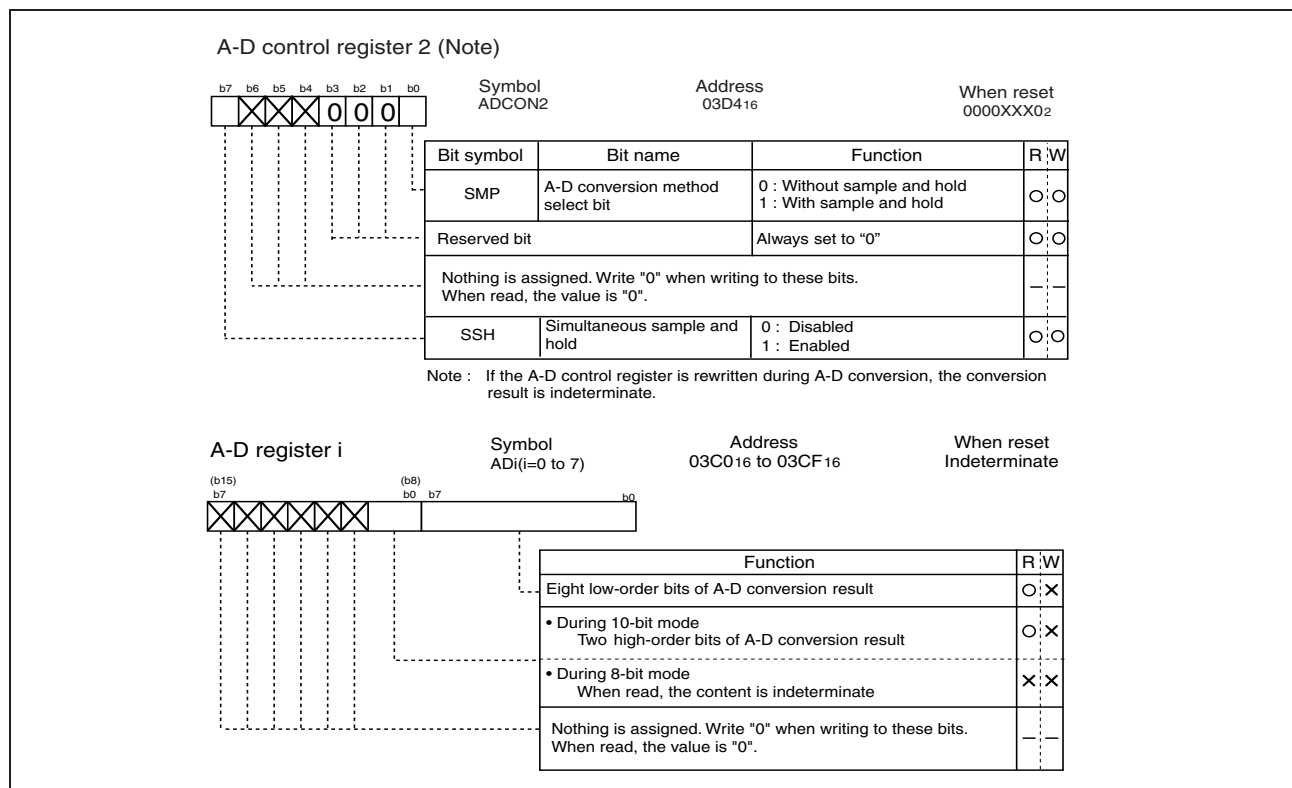 A-D control register 2 (Note)
b7 b6 b5 b4 b3 b2 b1 b0
0 0 0
Symbol Address When reset
ADCON2 03D416 0000XXX02
Bit symbol Bit name Function R W
SMP A-D conversion method select bit 0 : Without sample and hold
1 : With sample and hold
Reserved bit Always set to “0”
Nothing is assigned. Write "0" when writing to these bits.
When read, the value is "0".
SSH Simultaneous sample and hold 0 : Disabled
1 : Enabled
Note : If the A-D control register is rewritten during A-D conversion, the conversion
result is indeterminate.
A-D register i
Symbol Address When reset
ADi(i=0 to 7) 03C016 to 03CF16 Indeterminate
(b15) (b8)
b7 b0 b7 b0
Function R W
Eight low-order bits of A-D conversion result
• During 10-bit mode
Two high-order bits of A-D conversion result
• During 8-bit mode
When read, the content is indeterminate
Nothing is assigned. Write "0" when writing to these bits.
When read, the value is "0".